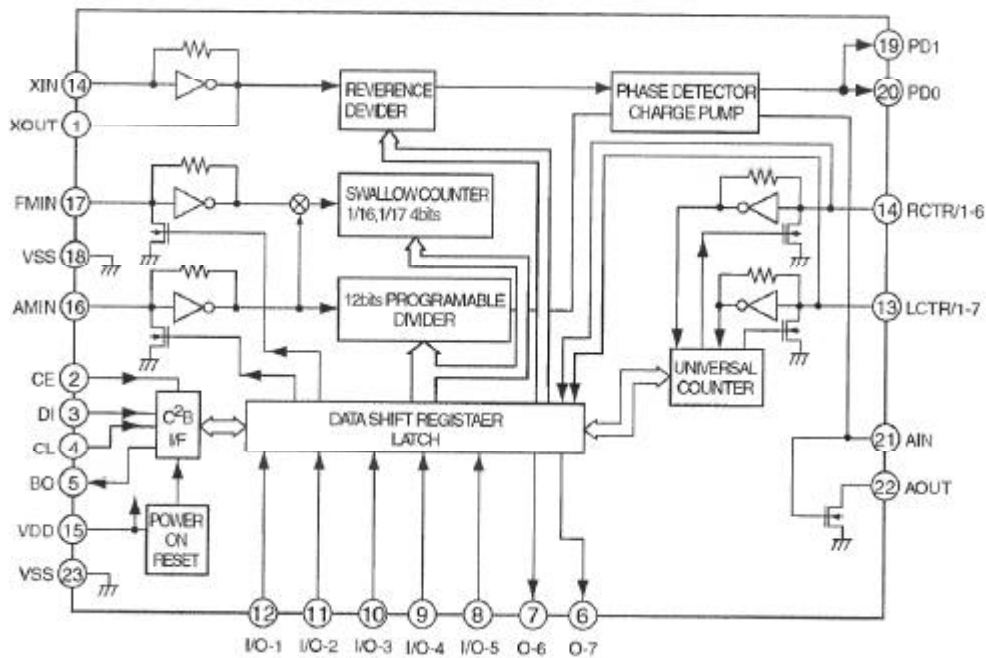 XIN 14
XOUT 1
FMIN 17
VSS 18
AMIN 16
CE 2
DI 3
CL 4
BO 5
VDD 15
VSS 23
REVERENCE
DEVIDER
SWALLOW COUNTER
1/16,1/17 4bits
12bits PROGRAMABLE
DIVIDER
C²B
I/F
POWER
ON
RESET
DATA SHIFT REGISTAER
LATCH
PHASE DETECTOR
CHARGE PUMP
UNIVERSAL
COUNTER
19 PD1
20 PD0
14 RCTR/1-6
13 LCTR/1-7
21 AIN
22 AOUT
12 11 10 9 8 7 6
I/O-1 I/O-2 I/O-3 I/O-4 I/O-5 O-6 O-7